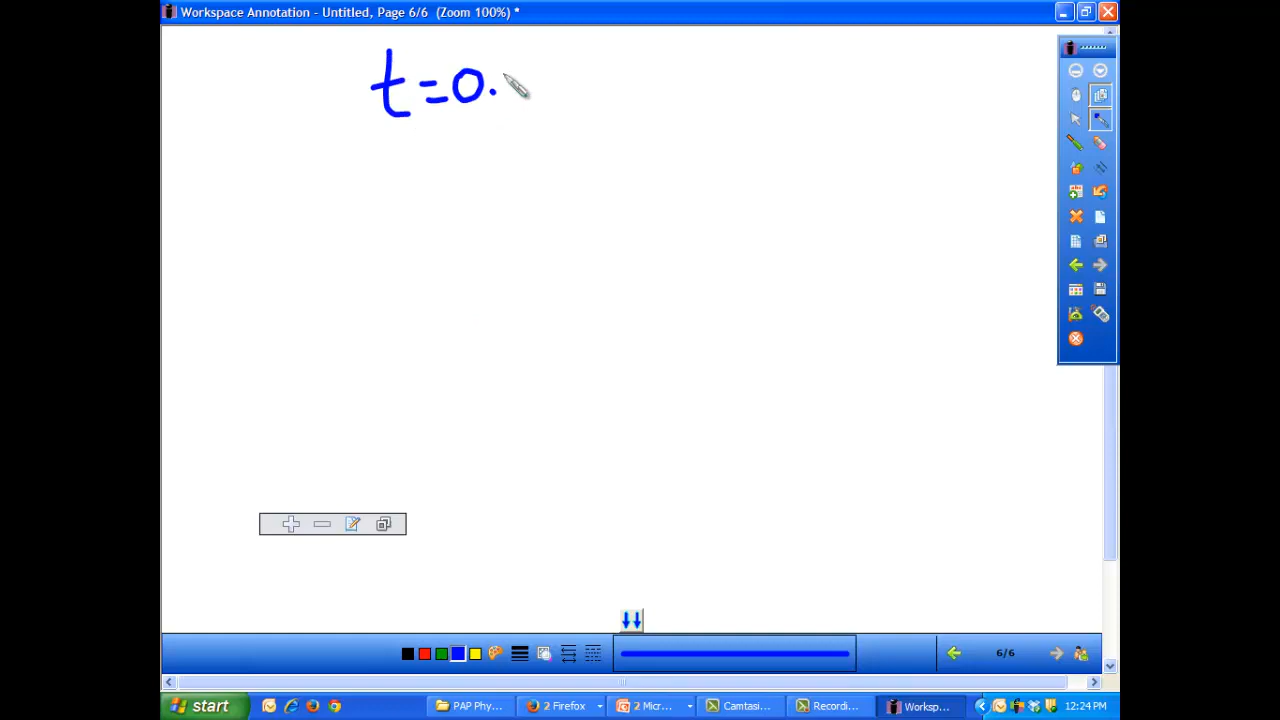 Workspace Annotation - Untitled, Page 6/6 (Zoom 100%) *
t=0.
6/6
start
PAP Phy...
2 Firefox
2 Micr...
Camtasi...
Recordi...
Worksp...
12:24 PM